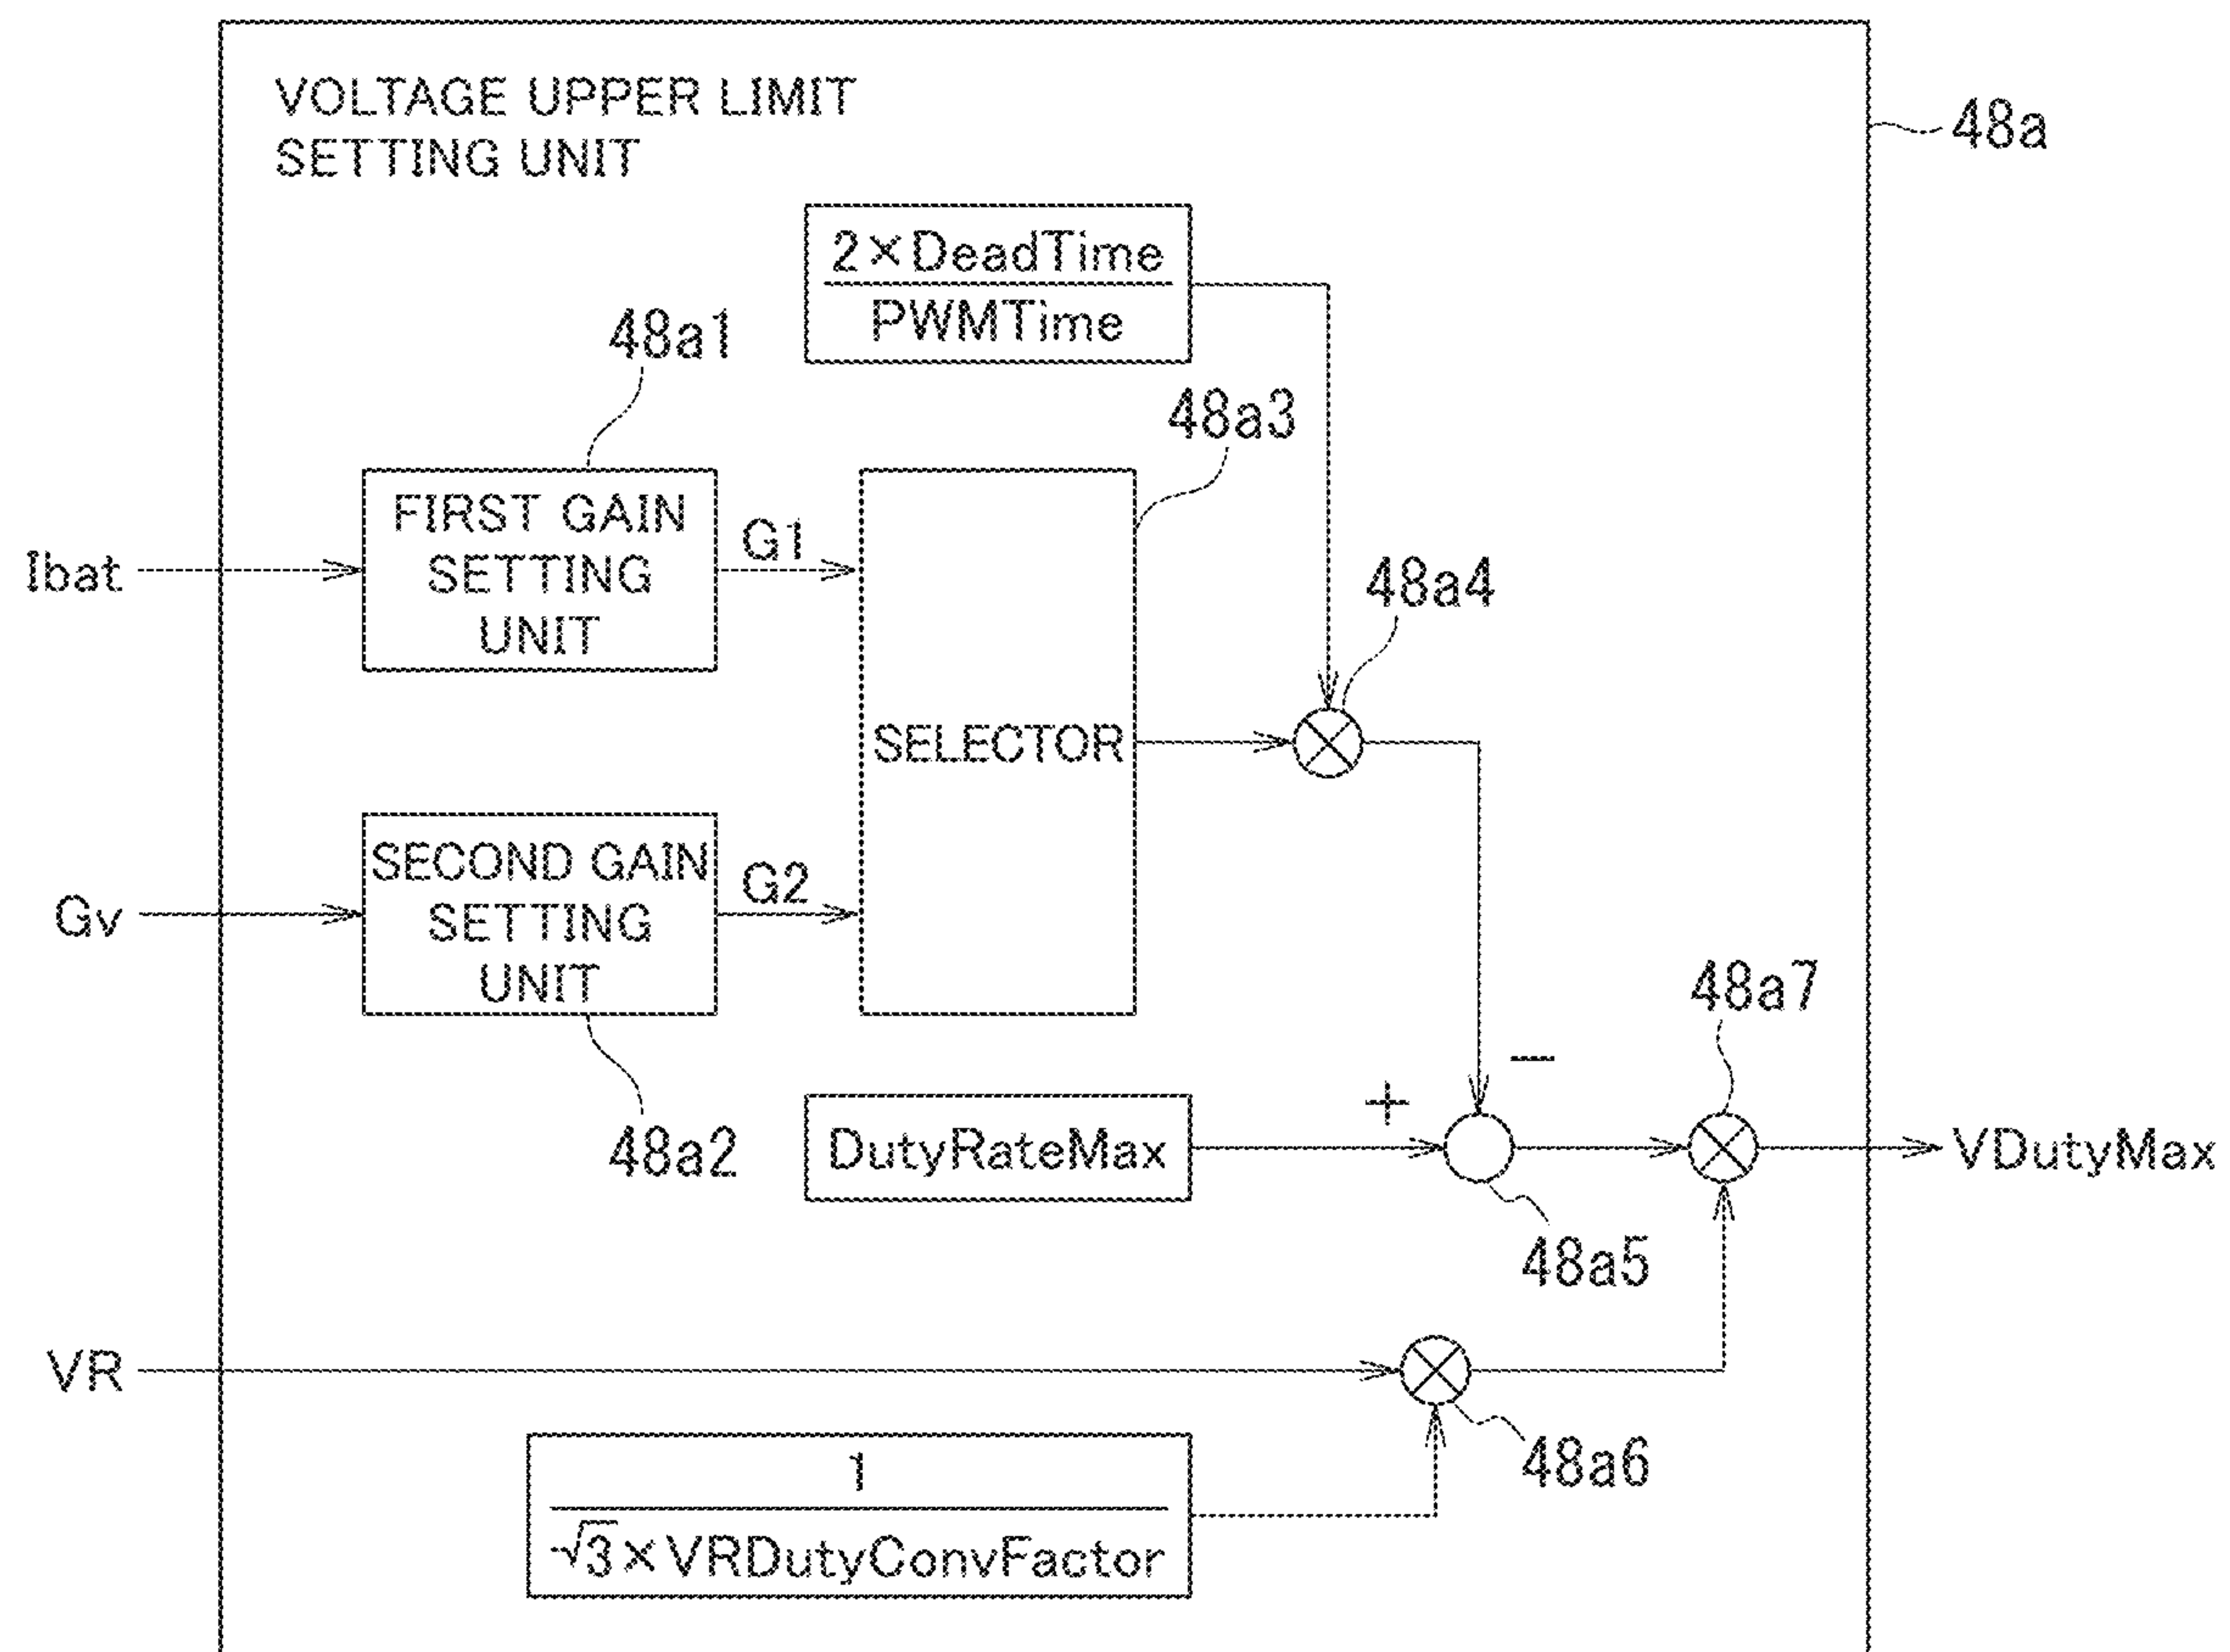 VOLTAGE UPPER LIMIT
SETTING UNIT
48a
2×DeadTime
PWMTime
48a1
48a3
FIRST GAIN
SETTING
UNIT
Ibat
G1
48a4
SELECTOR
SECOND GAIN
SETTING
UNIT
Gv
G2
48a2
48a7
−
+
DutyRateMax
VDutyMax
48a5
VR
48a6
1
√3×VRDutyConvFactor